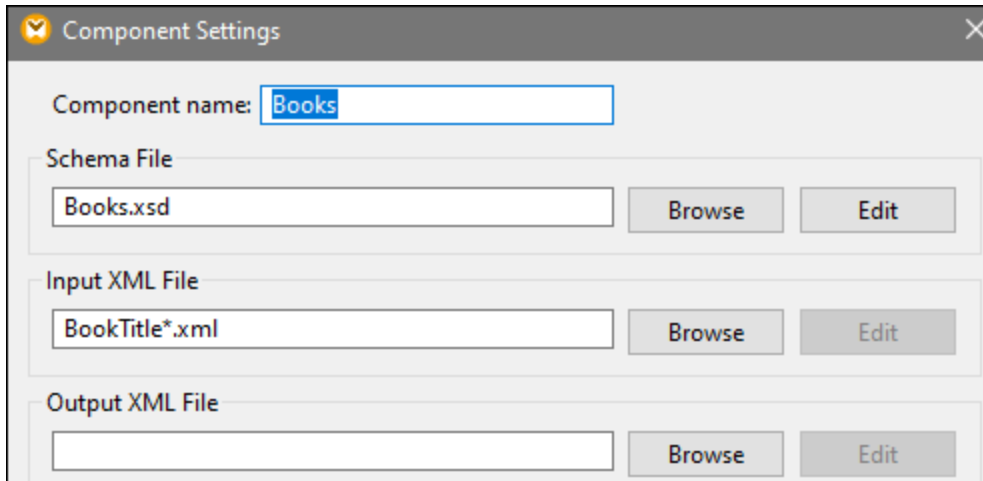 Component Settings
Component name: Books
Schema File
Books.xsd Browse Edit
Input XML File
BookTitle*.xml Browse Edit
Output XML File
Browse Edit